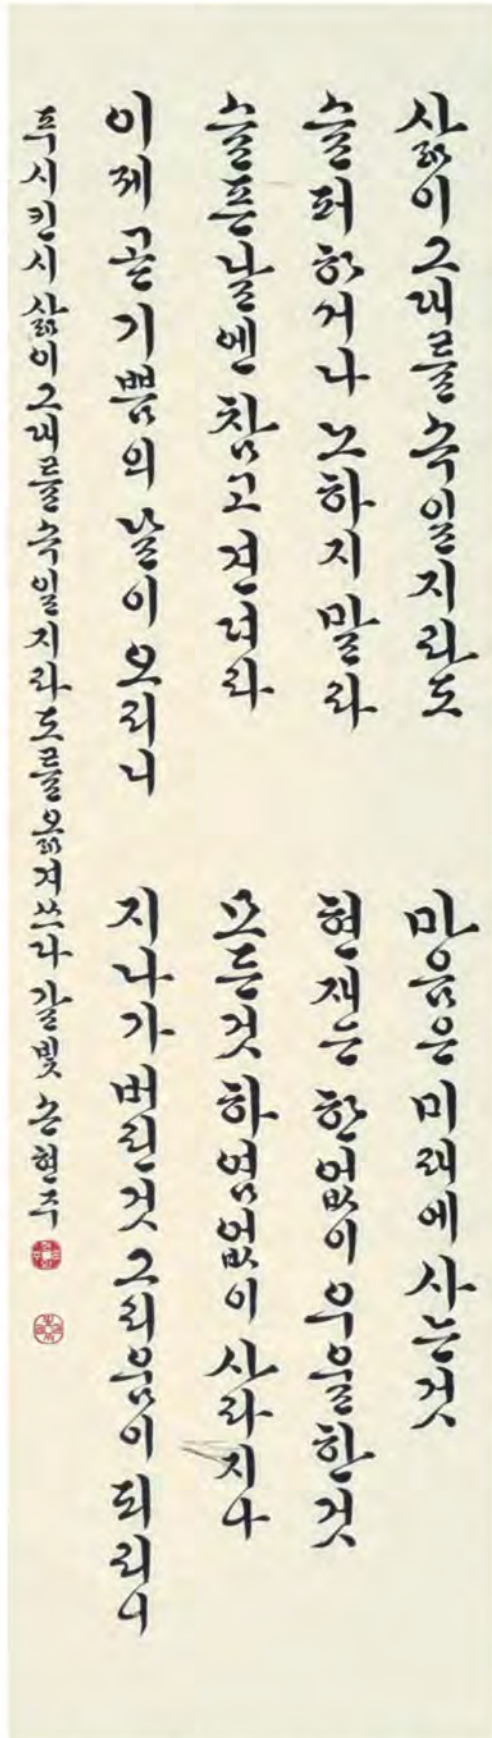 삶이 그대를 속일지라도
슬퍼 하거나 노하지 말라
슬픈날엔 참고 견뎌라
이제 곧 기쁨의 날이 오리니
마음은 미래에 사는것
현재는 한없이 우울한것
모든것 하염없이 사라지나
지나가 버린것 그리움이 되리니
푸시킨시 삶이그대를 속일지라도를 옮겨쓰다 갈빛 손현주